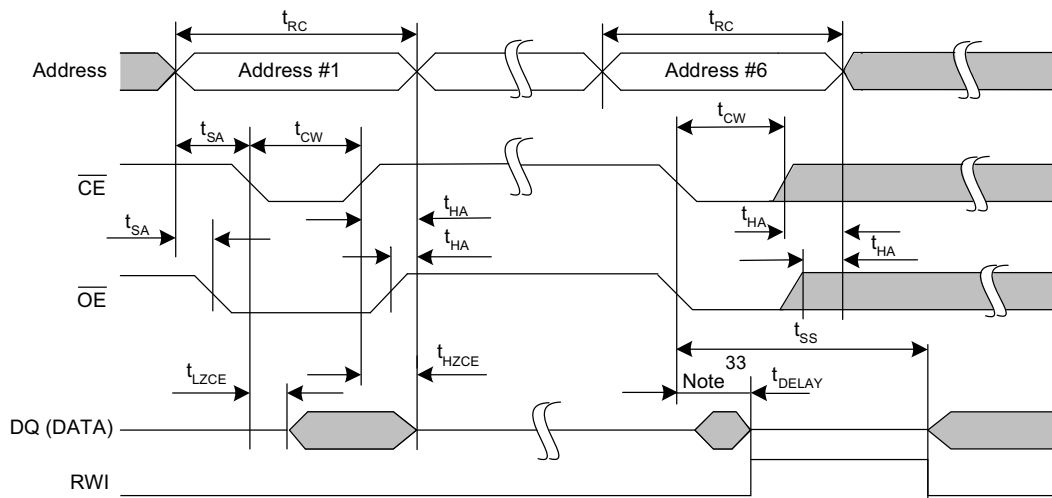 tRC
tRC
Address
Address #1
Address #6
tSA
tCW
tCW
CE
tHA
tSA
tHA
tHA
tHA
OE
tSS
33
tHZCE
tLZCE
Note
tDELAY
DQ (DATA)
RWI